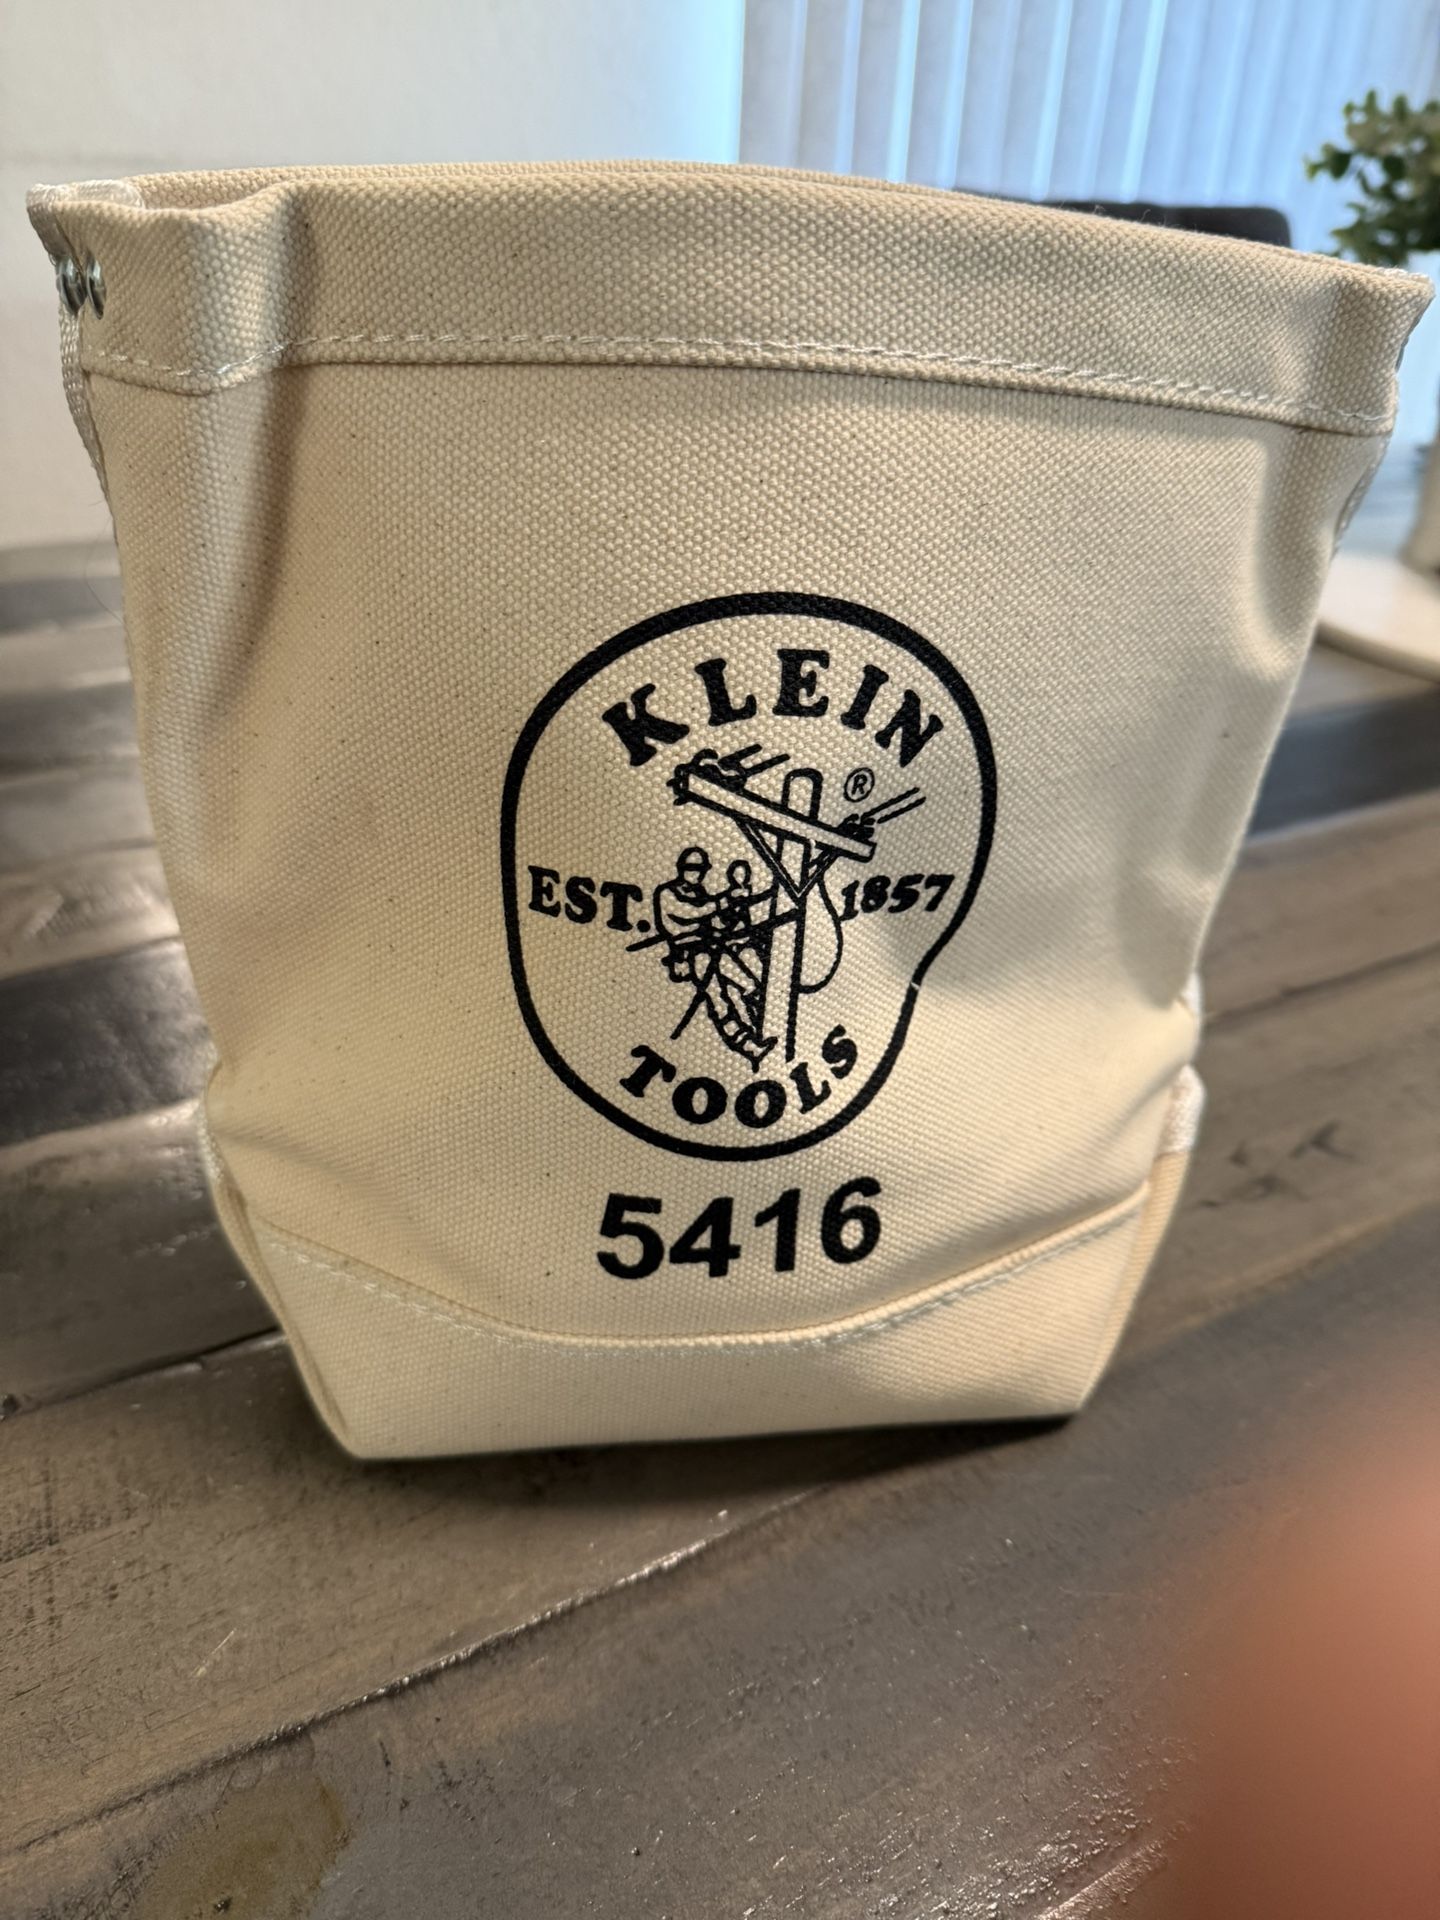 KLEIN
®
EST. 1857
TOOLS
5416